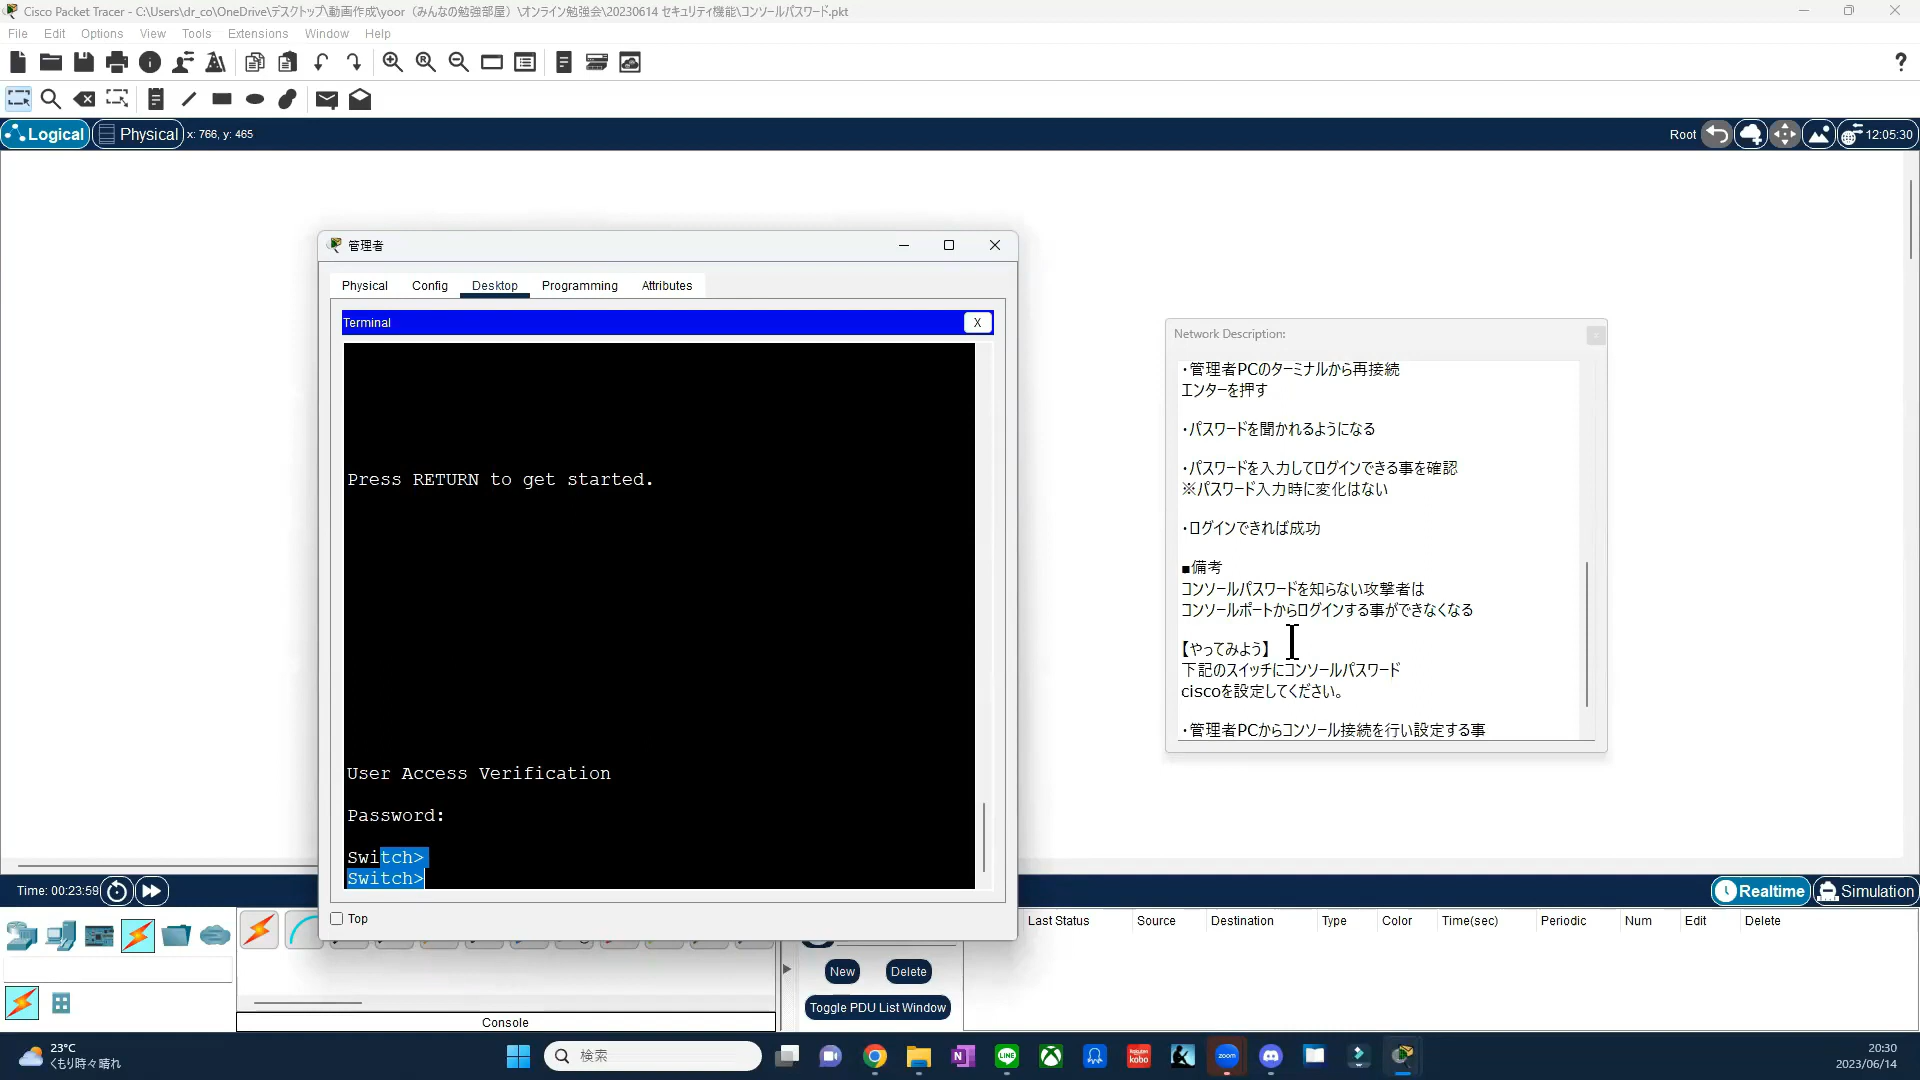 Cisco Packet Tracer - C:\Users\dr_co\OneDrive\デスクトップ\動画作成\yoor（みんなの勉強部屋）\オンライン勉強会\20230614 セキュリティ機能\コンソールパスワード.pkt
File Edit Options View Tools Extensions Window Help
Logical Physical x: 766, y: 465 Root 12:05:30
管理者
Physical Config Desktop Programming Attributes
Terminal X
Press RETURN to get started.
User Access Verification
Password:
Switch>
Switch>
Top
Network Description:
・管理者PCのターミナルから再接続
エンターを押す
・パスワードを聞かれるようになる
・パスワードを入力してログインできる事を確認
※パスワード入力時に変化はない
・ログインできれば成功
■備考
コンソールパスワードを知らない攻撃者は
コンソールポートからログインする事ができなくなる
【やってみよう】
下記のスイッチにコンソールパスワード
ciscoを設定してください。
・管理者PCからコンソール接続を行い設定する事
Time: 00:23:59 Realtime Simulation
Last Status Source Destination Type Color Time(sec) Periodic Num Edit Delete
New Delete
Toggle PDU List Window
Console
23°C
くもり時々晴れ
検索
N
LINE
Rakuten
kobo
zoom
20:30
2023/06/14